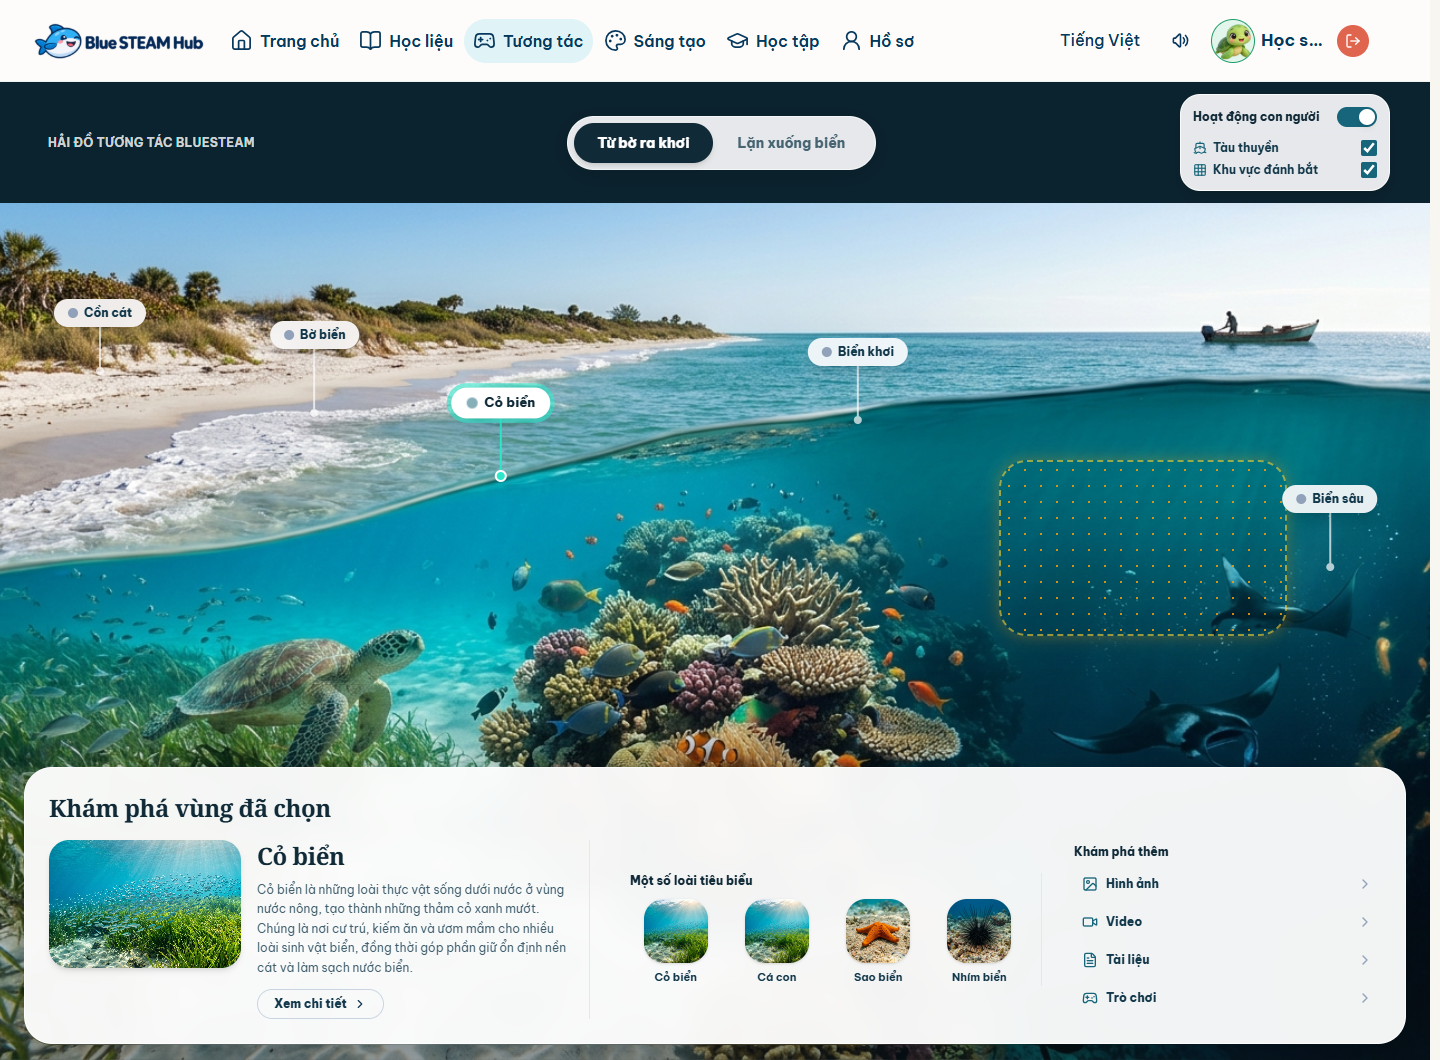 Blue STEAM Hub
Trang chủ
Học liệu
Tương tác
Sáng tạo
Học tập
Hồ sơ
Tiếng Việt
Học s...
HẢI ĐỒ TƯƠNG TÁC BLUESTEAM
Từ bờ ra khơi
Lặn xuống biển
Hoạt động con người
Tàu thuyền
Khu vực đánh bắt
Cồn cát
Bờ biển
Cỏ biển
Biển khơi
Biển sâu
Khám phá vùng đã chọn
Cỏ biển
Cỏ biển là những loài thực vật sống dưới nước ở vùng
nước nông, tạo thành những thảm cỏ xanh mướt.
Chúng là nơi cư trú, kiếm ăn và ươm mầm cho nhiều
loài sinh vật biển, đồng thời góp phần giữ ổn định nền
cát và làm sạch nước biển.
Xem chi tiết
Một số loài tiêu biểu
Cỏ biển
Cá con
Sao biển
Nhím biển
Khám phá thêm
Hình ảnh
Video
Tài liệu
Trò chơi